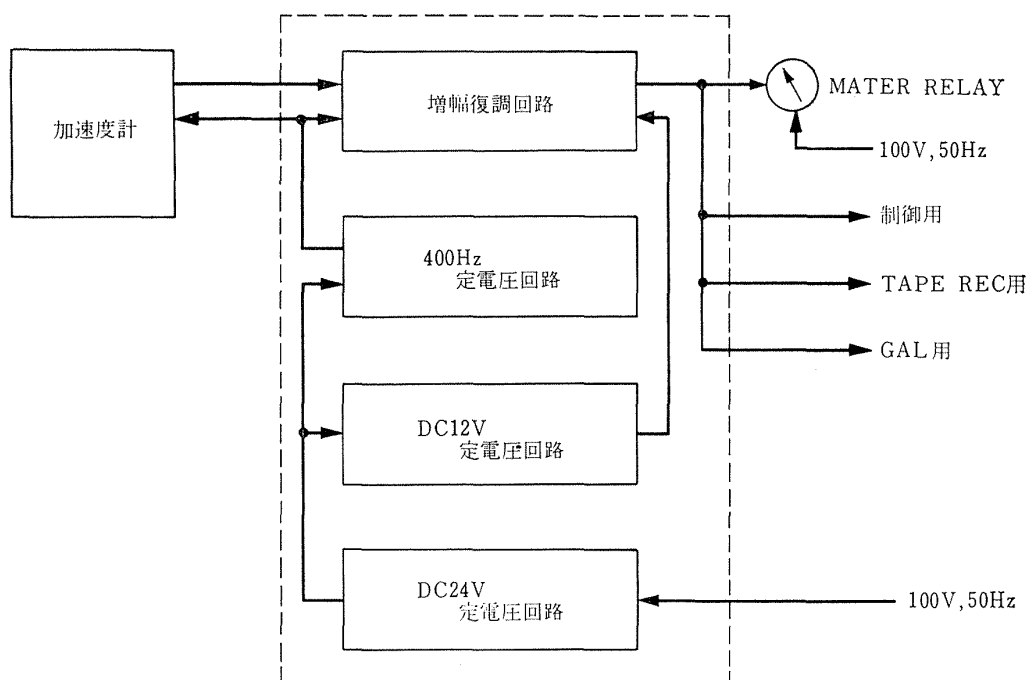 加速度計
増幅復調回路
MATER RELAY
100V,50Hz
制御用
400Hz
定電圧回路
TAPE REC用
GAL用
DC12V
定電圧回路
DC24V
定電圧回路
100V,50Hz